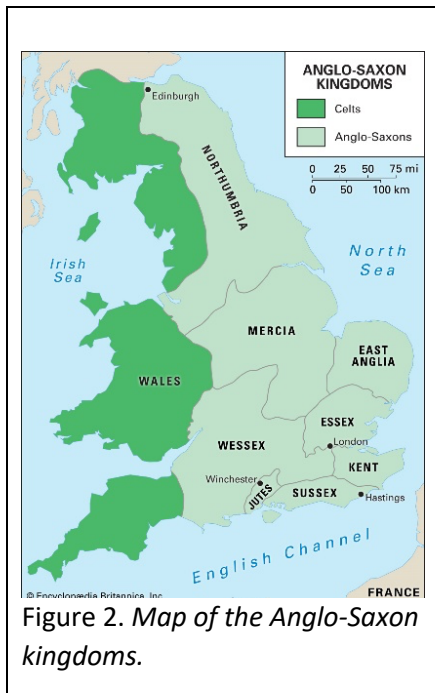 ANGLO-SAXON
KINGDOMS
Celts
Anglo-Saxons
0 25 50 75 mi
0 50 100 km
Edinburgh
NORTHUMBRIA
North
Sea
Irish
Sea
MERCIA
EAST
ANGLIA
WALES
ESSEX
London
WESSEX
KENT
Winchester
JUTES
SUSSEX
Hastings
English Channel
FRANCE
© Encyclopædia Britannica, Inc.
Figure 2. Map of the Anglo-Saxon
kingdoms.